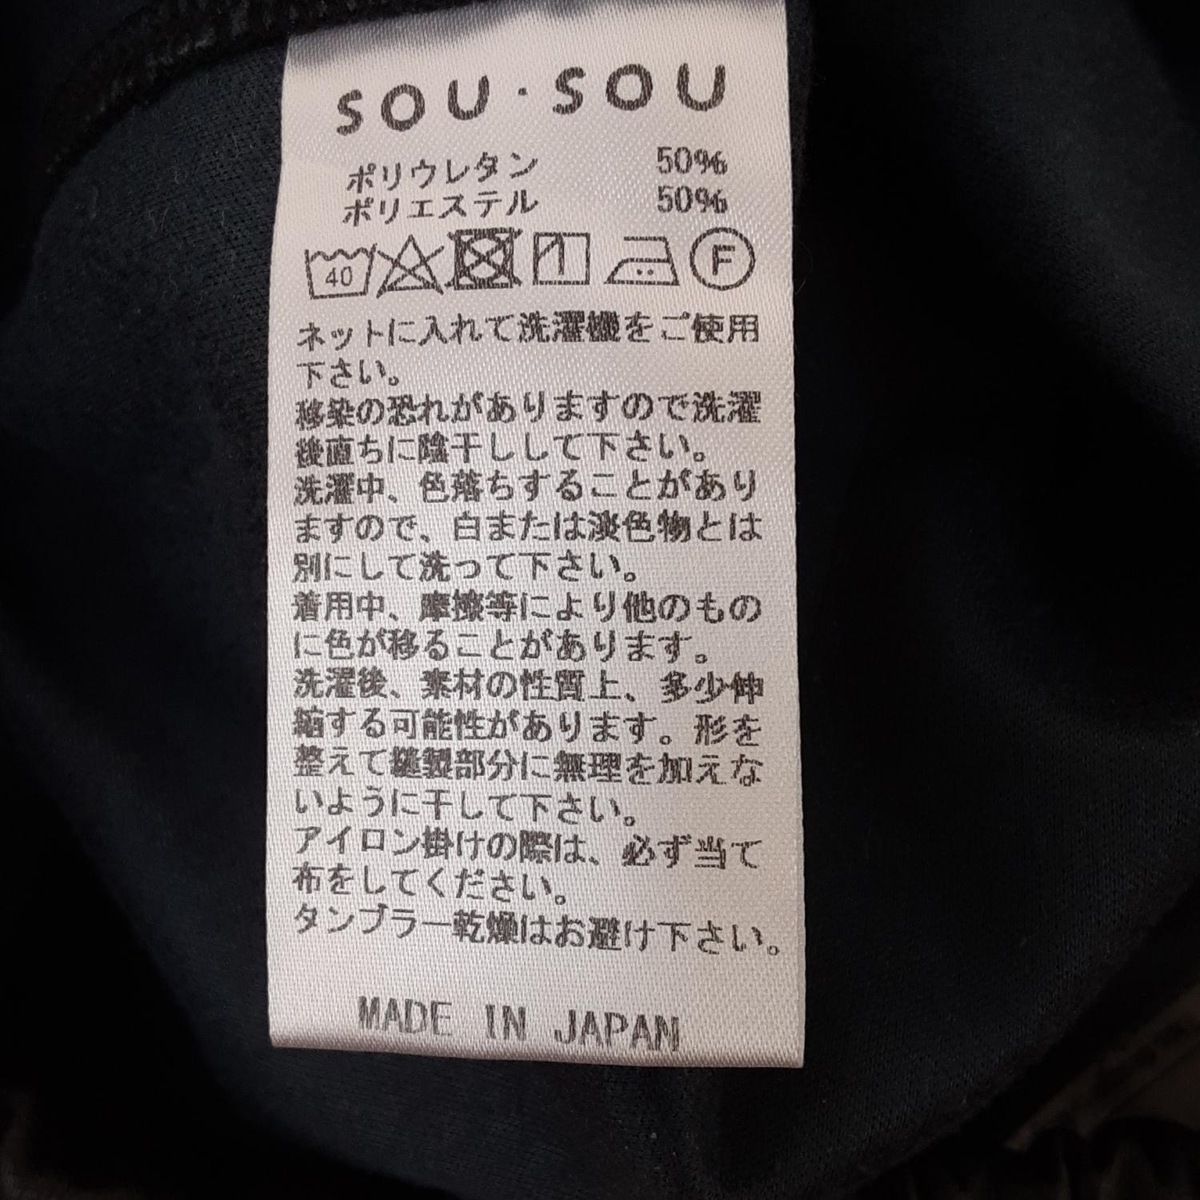 SOU・SOU
ポリウレタン 50%
ポリエステル 50%
40 F
ネットに入れて洗濯機をご使用
下さい。
移染の恐れがありますので洗濯
後直ちに陰干しして下さい。
洗濯中、色落ちすることがあり
ますので、白または淡色物とは
別にして洗って下さい。
着用中、摩擦等により他のもの
に色が移ることがあります。
洗濯後、素材の性質上、多少伸
縮する可能性があります。形を
整えて縫製部分に無理を加えな
いように干して下さい。
アイロン掛けの際は、必ず当て
布をしてください。
タンブラー乾燥はお避け下さい。
MADE IN JAPAN